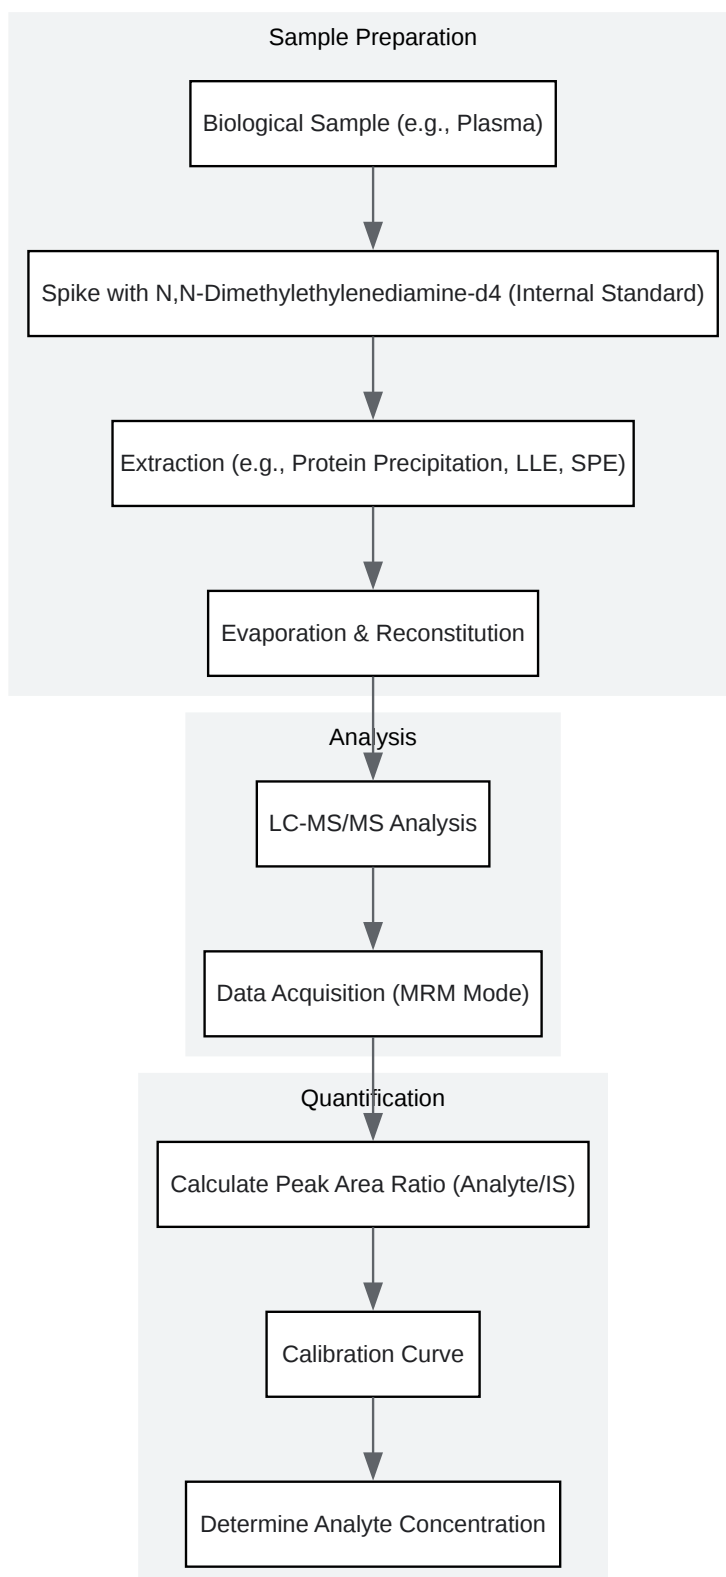 Sample Preparation
Biological Sample (e.g., Plasma)
Spike with N,N-Dimethylethylenediamine-d4 (Internal Standard)
Extraction (e.g., Protein Precipitation, LLE, SPE)
Evaporation & Reconstitution
Analysis
LC-MS/MS Analysis
Data Acquisition (MRM Mode)
Quantification
Calculate Peak Area Ratio (Analyte/IS)
Calibration Curve
Determine Analyte Concentration